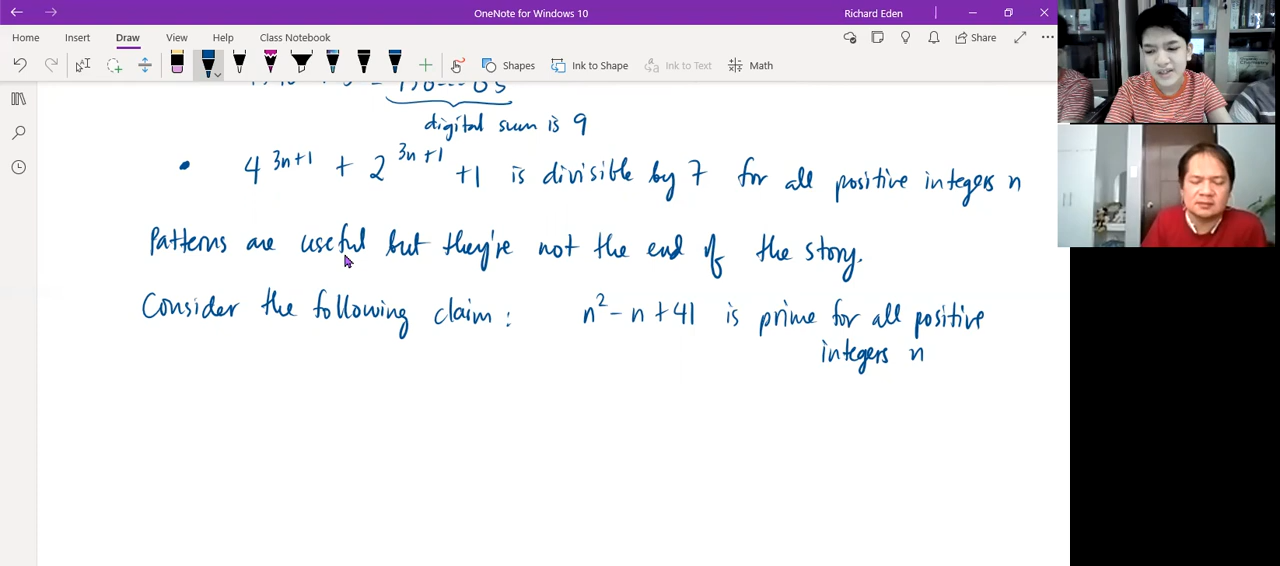 OneNote for Windows 10
Richard Eden
Home Insert Draw View Help Class Notebook
Share
Shapes Ink to Shape Ink to Text Math
digital sum is 9
• 4^{3n+1} + 2^{3n+1} + 1 is divisible by 7 for all positive integers n
Patterns are useful but they're not the end of the story.
Consider the following claim: n² - n + 41 is prime for all positive
integers n